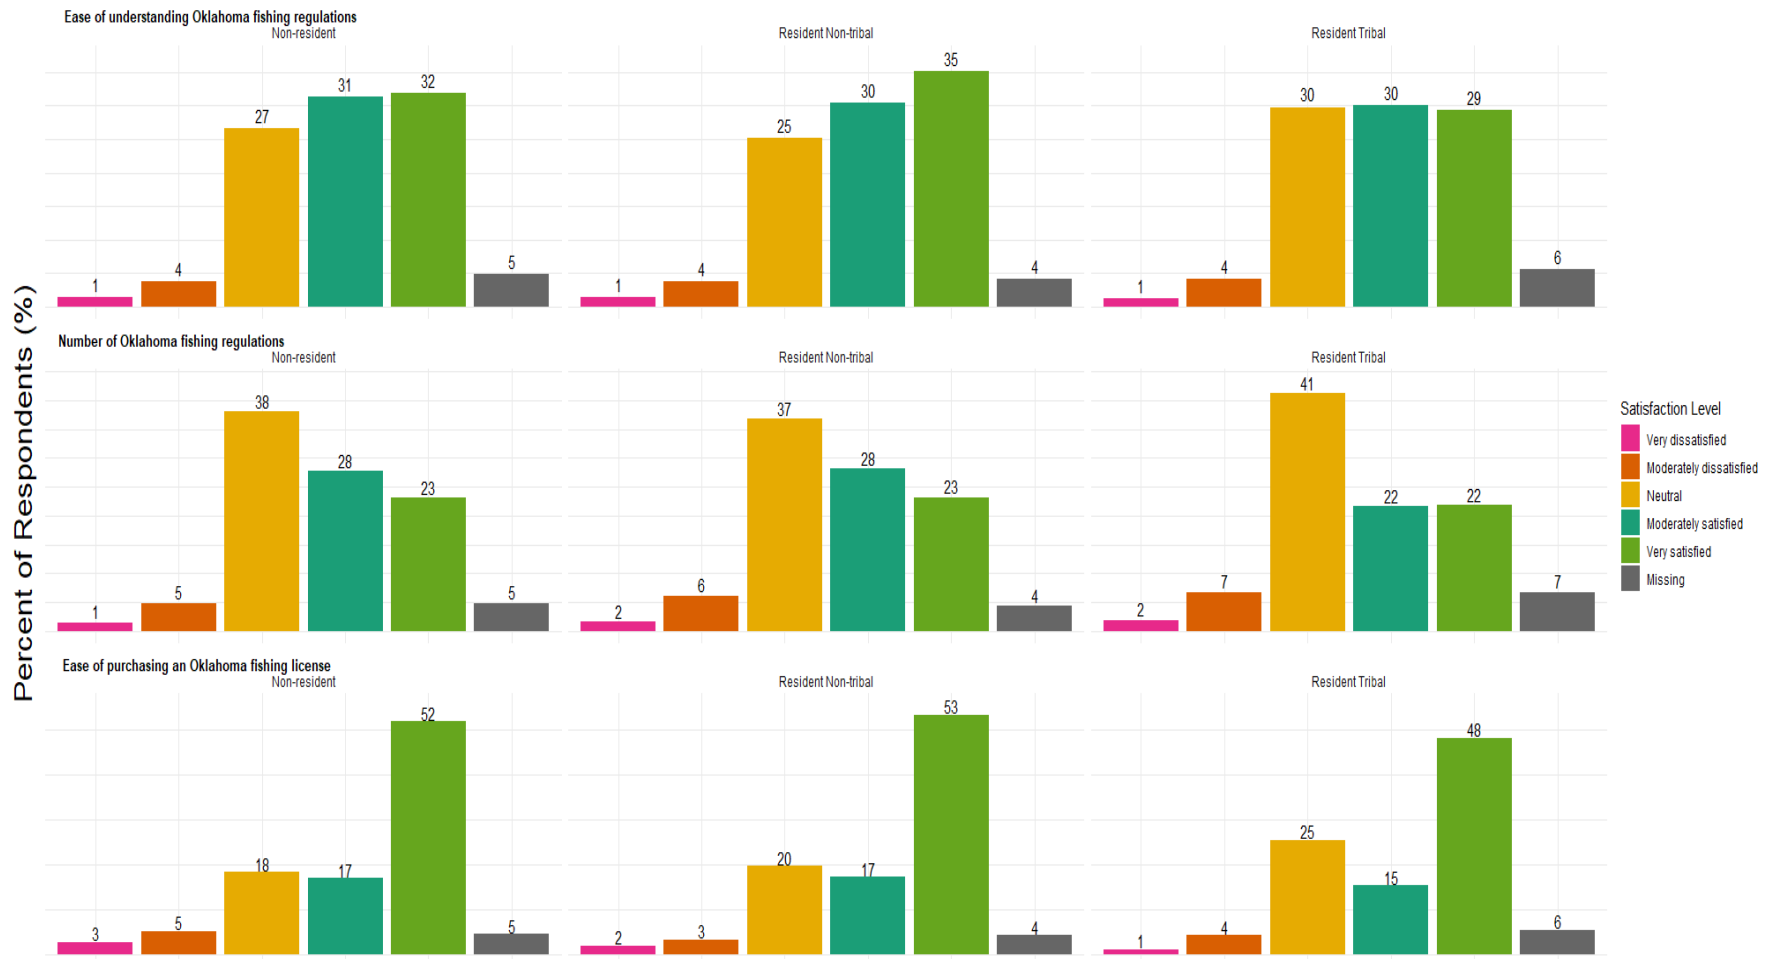 Ease of understanding Oklahoma fishing regulations
Non-resident
Resident Non-tribal
Resident Tribal
1
4
27
31
32
5
1
4
25
30
35
4
1
4
30
30
29
6
Percent of Respondents (%)
Number of Oklahoma fishing regulations
Non-resident
Resident Non-tribal
Resident Tribal
1
5
38
28
23
5
2
6
37
28
23
4
2
7
41
22
22
7
Ease of purchasing an Oklahoma fishing license
Non-resident
Resident Non-tribal
Resident Tribal
3
5
18
17
52
5
2
3
20
17
53
4
1
4
25
15
48
6
Satisfaction Level
Very dissatisfied
Moderately dissatisfied
Neutral
Moderately satisfied
Very satisfied
Missing